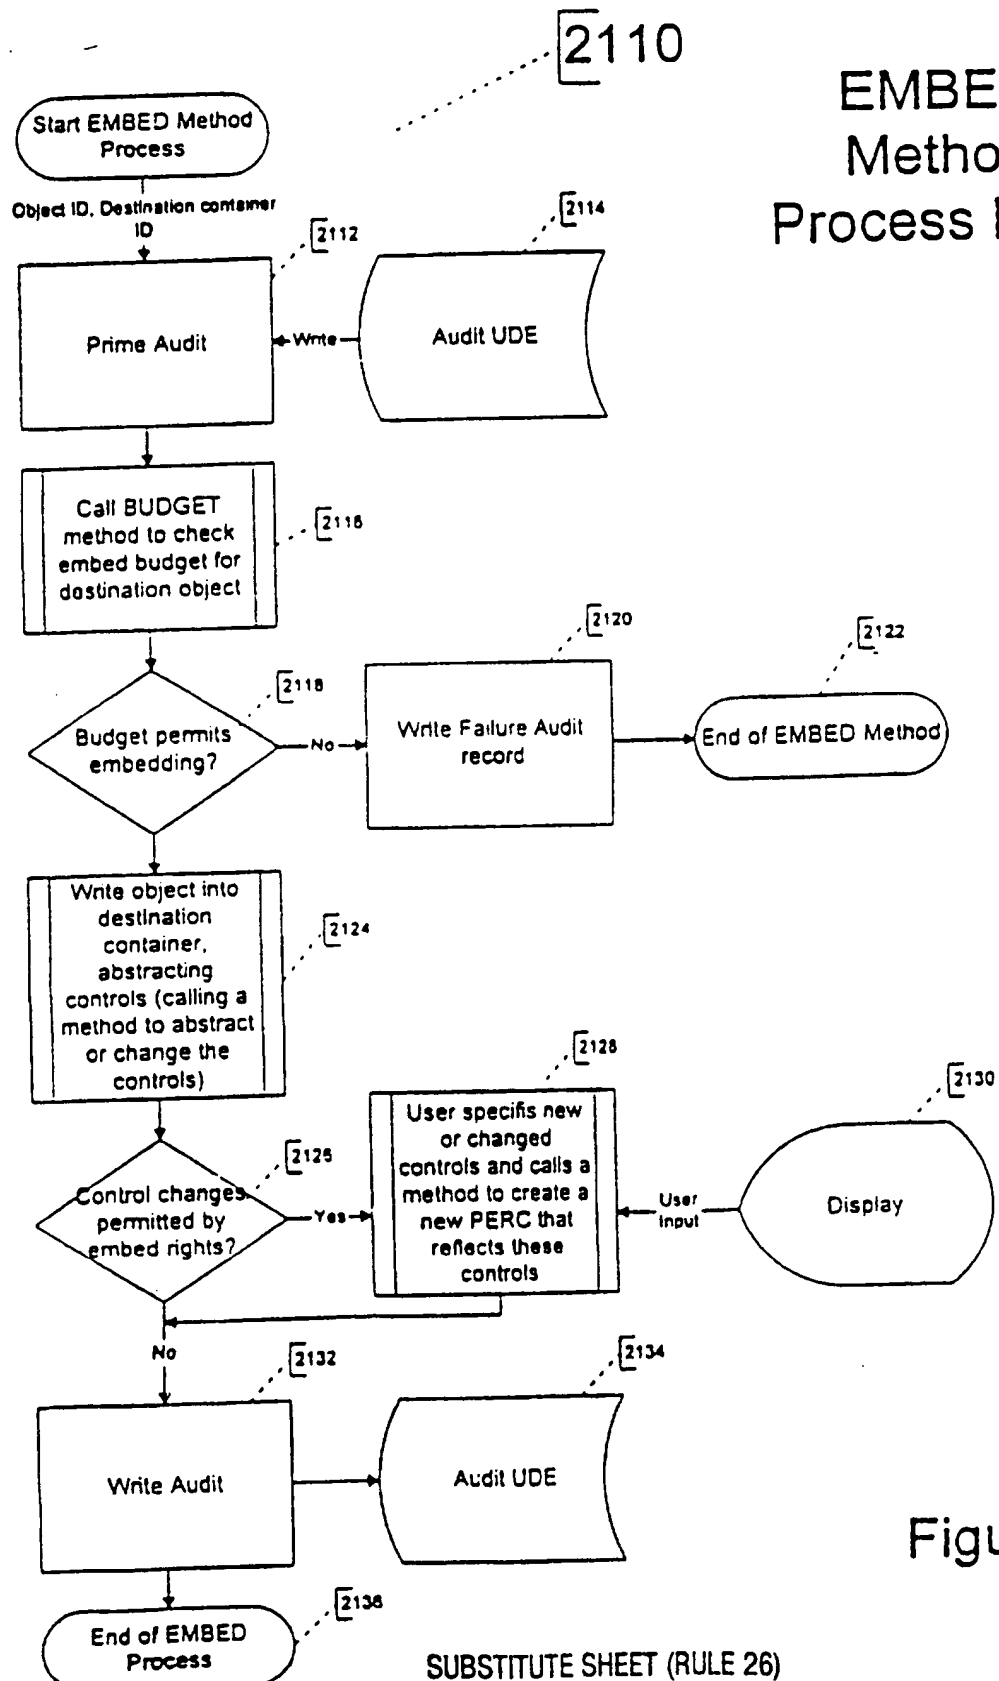 2110
EMBE
Metho
Process
Start EMBED Method
Process
Object ID, Destination container
ID
2112
2114
Prime Audit
Write
Audit UDE
Call BUDGET
method to check
embed budget for
dastination object
2116
2118
2120
2122
Budget permits
embedding?
No
Write Failure Audit
record
End of EMBED Method
Write object into
destination
container,
abstracting
controls (calling a
method to abstract
or change the
controls)
2124
2128
2130
User specifis new
or changed
controls and calls a
method to create a
new PERC that
reflects these
controls
2126
Control changes
permitted by
embed rights?
Yes
User
Input
Display
No
2132
2134
Write Audit
Audit UDE
Figu
2136
End of EMBED
Process
SUBSTITUTE SHEET (RULE 26)